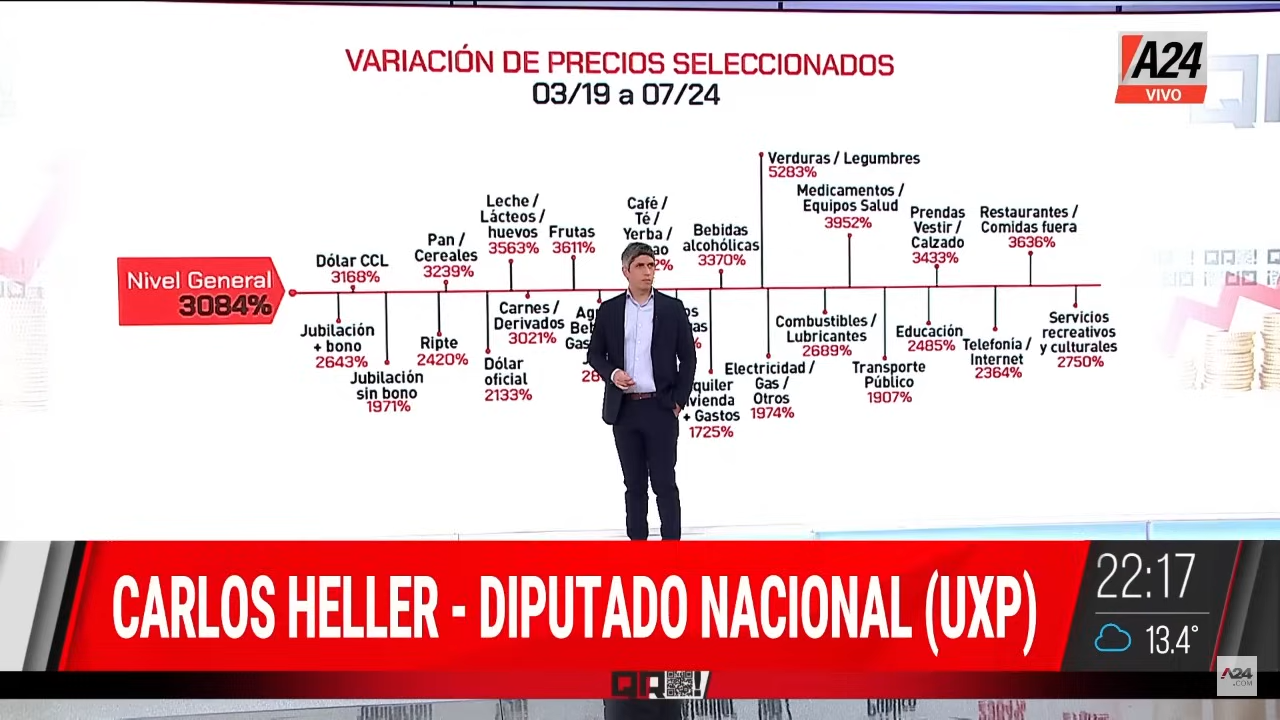 VARIACIÓN DE PRECIOS SELECCIONADOS
03/19 a 07/24
A24
VIVO
Nivel General
3084%
Dólar CCL
3168%
Pan /
Cereales
3239%
Leche /
Lácteos /
huevos
3563%
Frutas
3611%
Café /
Té /
Yerba /
Bebidas
alcohólicas
3370%
Verduras / Legumbres
5283%
Medicamentos /
Equipos Salud
3952%
Prendas
Vestir /
Calzado
3433%
Restaurantes /
Comidas fuera
3636%
Jubilación
+ bono
2643%
Jubilación
sin bono
1971%
Ripte
2420%
Dólar
oficial
2133%
Carnes /
Derivados
3021%
+ Gastos
1725%
Electricidad /
Gas /
Otros
1974%
Combustibles /
Lubricantes
2689%
Transporte
Público
1907%
Educación
2485%
Telefonía /
Internet
2364%
Servicios
recreativos
y culturales
2750%
CARLOS HELLER - DIPUTADO NACIONAL (UXP)
22:17
13.4°
QR!
A24
.COM